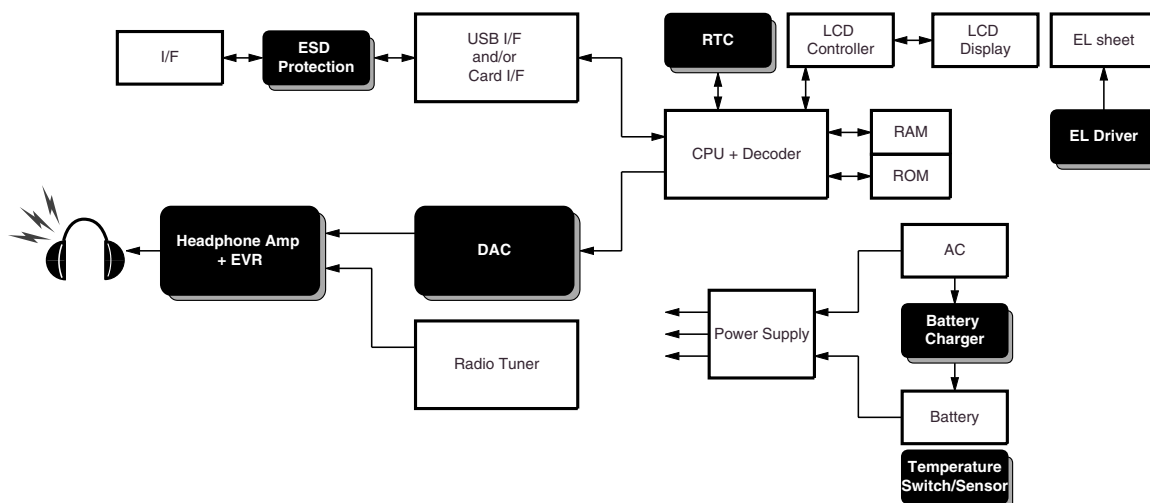 I/F
ESD
Protection
USB I/F
and/or
Card I/F
RTC
LCD
Controller
LCD
Display
EL sheet
CPU + Decoder
RAM
ROM
EL Driver
Headphone Amp
+ EVR
DAC
Radio Tuner
AC
Power Supply
Battery
Charger
Battery
Temperature
Switch/Sensor